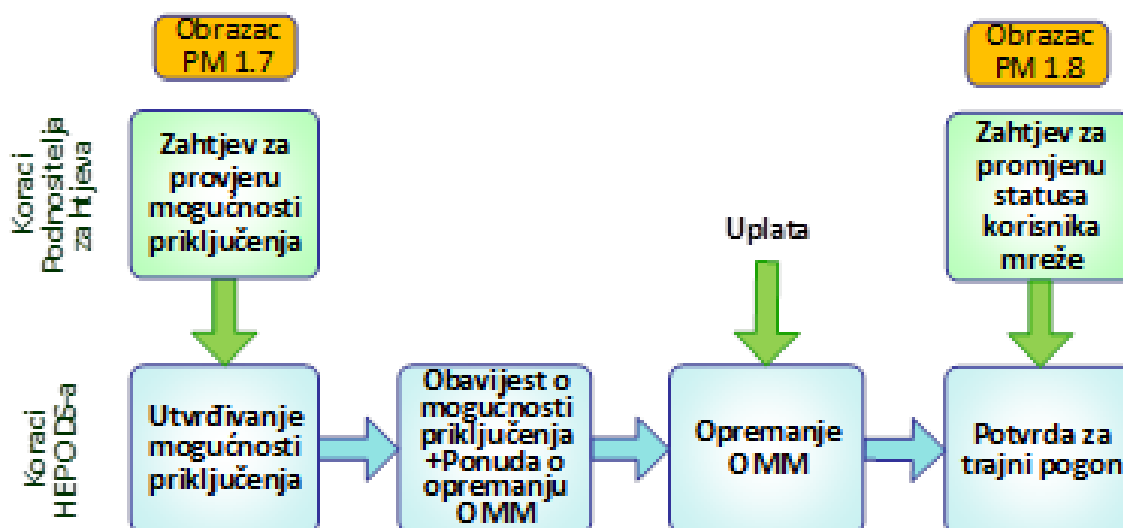 Obrazac
PM 1.7
Obrazac
PM 1.8
Koraci
Podnositelja
zahtjeva
Zahtjev za
provjeru
mogućnosti
priključenja
Uplata
Zahtjev za
promjenu
statusa
korisnika
mreže
Koraci
HEP ODS-a
Utvrđivanje
mogućnosti
priključenja
Obavijest o
mogućnosti
priključenja
+Ponuda o
opremanju
OMM
Opremanje
OMM
Potvrda za
trajni pogon